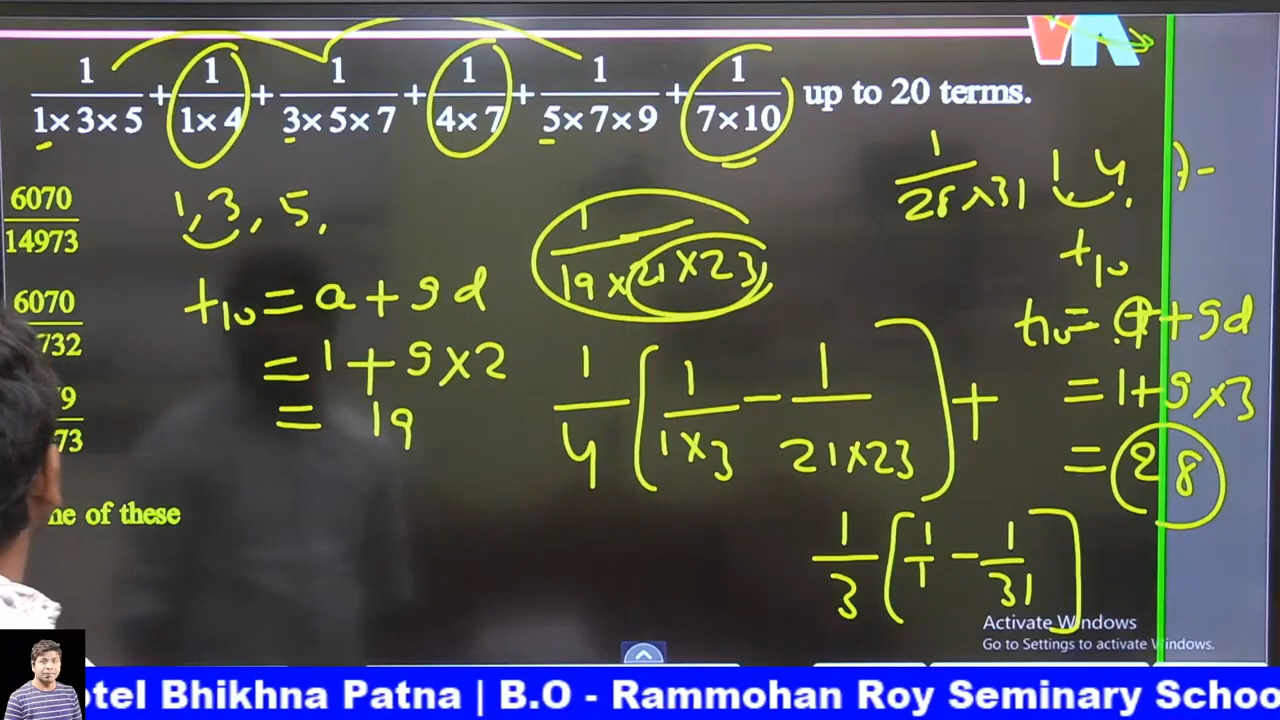 1/(1×3×5) + 1/(1×4) + 1/(3×5×7) + 1/(4×7) + 1/(5×7×9) + 1/(7×10) up to 20 terms.
6070/14973
6070/
732
9
73
ne of these
1, 3, 5,
t10 = a + 9d
= 1 + 9×2
= 19
1/(19×21×23)
1/4 [1/(1×3) − 1/(21×23)] +
1/3 [1/1 − 1/31]
1/(28×31)
1 4 7-
t10
t10 = a + 9d
= 1 + 9×3
= 28
Activate Windows
Go to Settings to activate Windows.
otel Bhikhna Patna | B.O - Rammohan Roy Seminary Schoo